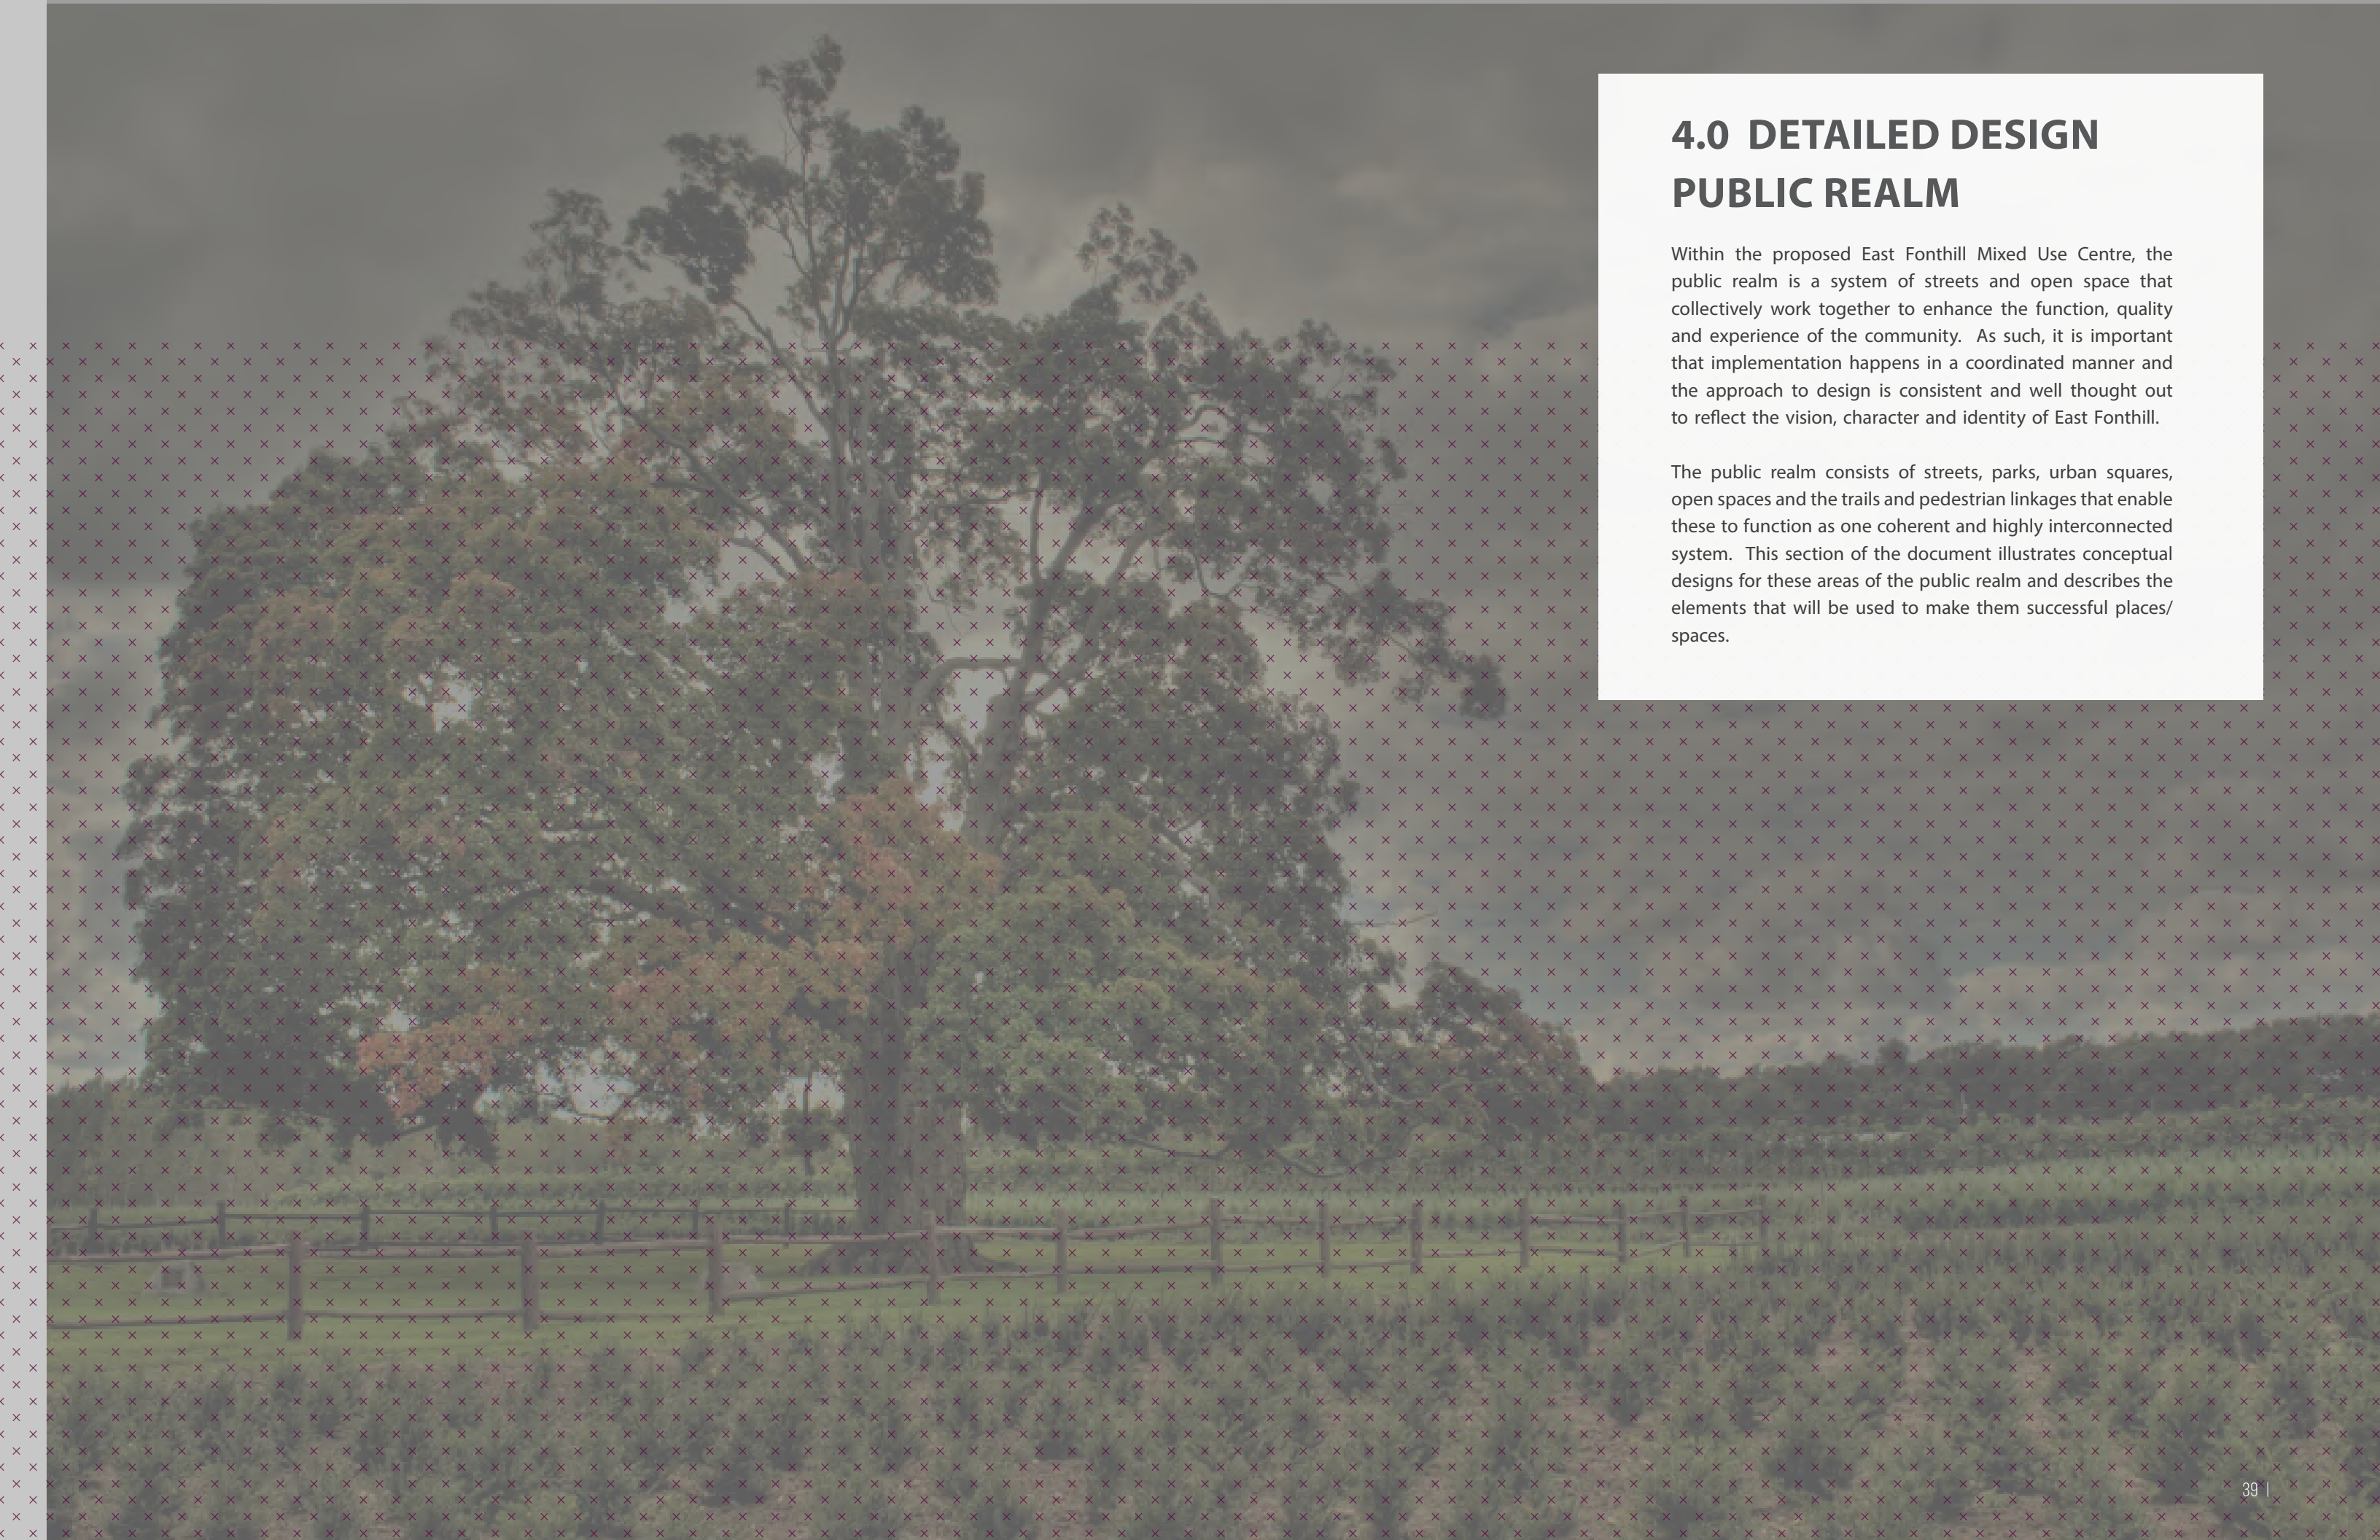 4.0 DETAILED DESIGN
PUBLIC REALM
Within the proposed East Fonthill Mixed Use Centre, the
public realm is a system of streets and open space that
collectively work together to enhance the function, quality
and experience of the community. As such, it is important
that implementation happens in a coordinated manner and
the approach to design is consistent and well thought out
to reflect the vision, character and identity of East Fonthill.
The public realm consists of streets, parks, urban squares,
open spaces and the trails and pedestrian linkages that enable
these to function as one coherent and highly interconnected
system. This section of the document illustrates conceptual
designs for these areas of the public realm and describes the
elements that will be used to make them successful places/
spaces.
39 |